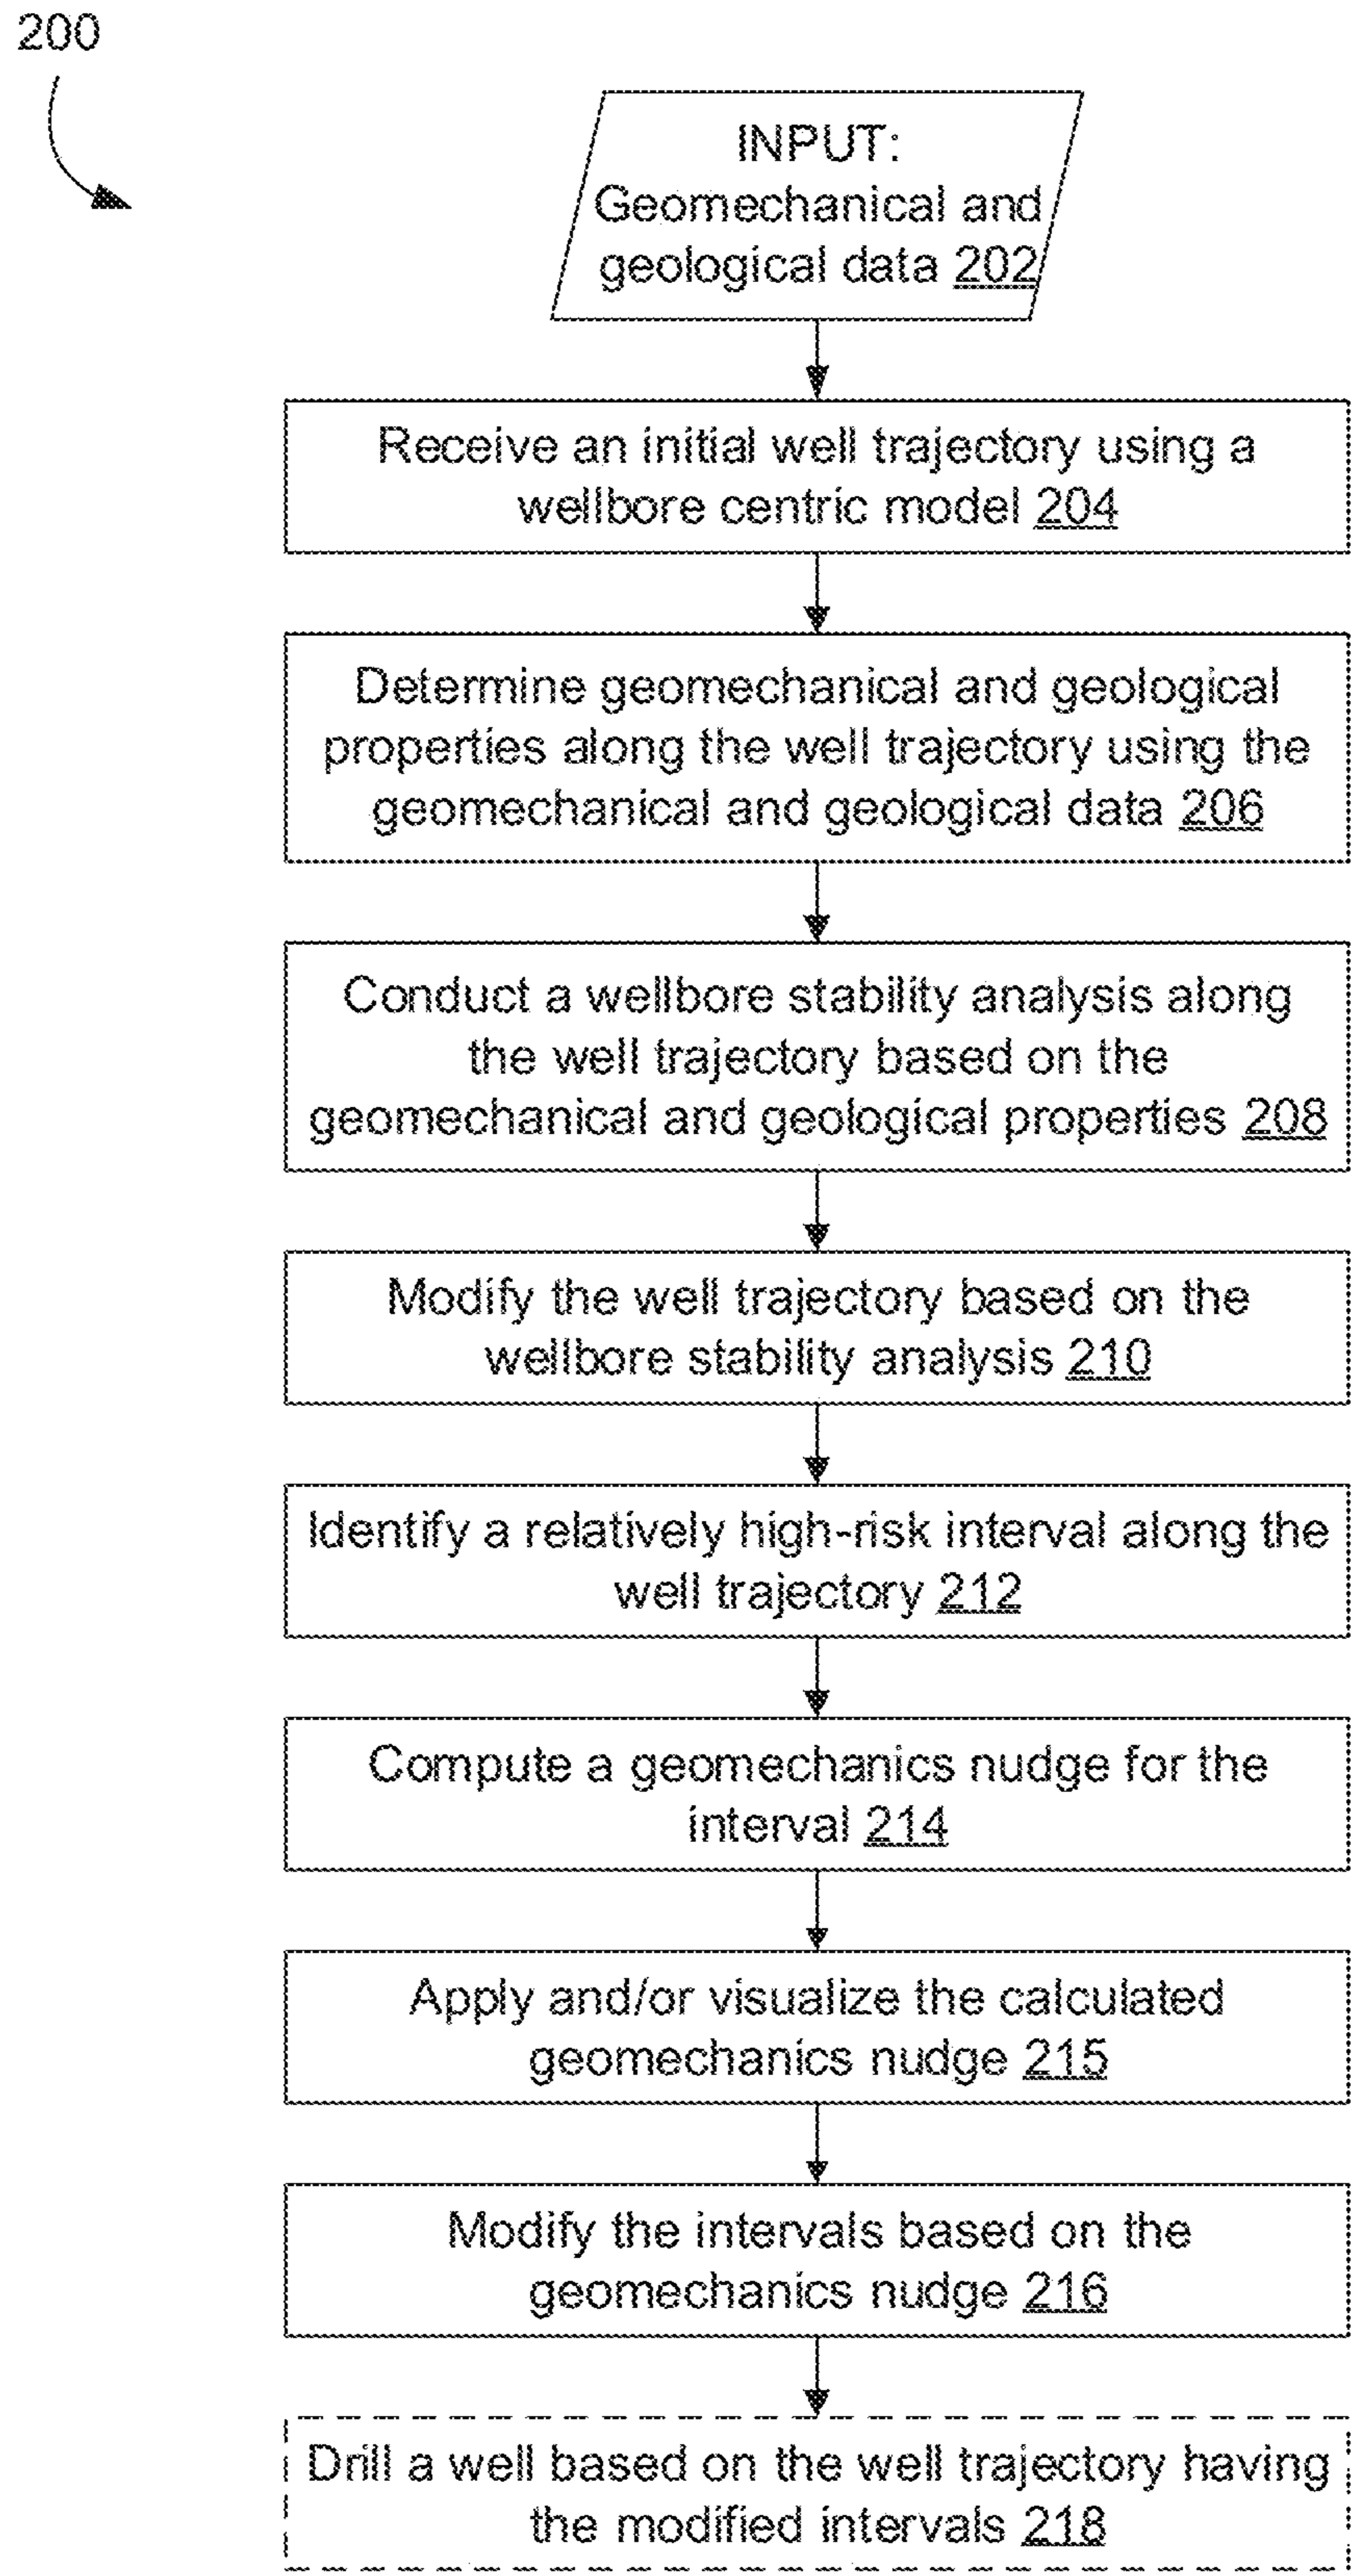 200
INPUT:
Geomechanical and
geological data 202
Receive an initial well trajectory using a
wellbore centric model 204
Determine geomechanical and geological
properties along the well trajectory using the
geomechanical and geological data 206
Conduct a wellbore stability analysis along
the well trajectory based on the
geomechanical and geological properties 208
Modify the well trajectory based on the
wellbore stability analysis 210
Identify a relatively high-risk interval along the
well trajectory 212
Compute a geomechanics nudge for the
interval 214
Apply and/or visualize the calculated
geomechanics nudge 215
Modify the intervals based on the
geomechanics nudge 216
Drill a well based on the well trajectory having
the modified intervals 218